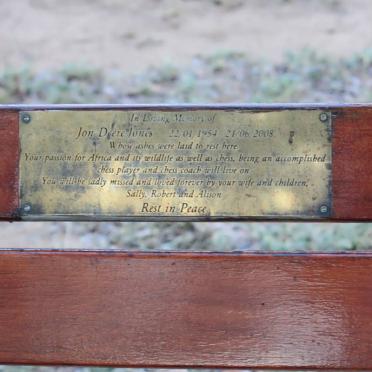 In Loving Memory of
Jon Deere Jones 22/01/1954 - 21/06/2008
Whose ashes were laid to rest here.
Your passion for Africa and its wildlife as well as chess, being an accomplished
chess player and chess coach will live on.
You will be sadly missed and loved forever by your wife and children,
Sally, Robert and Alison
Rest in Peace